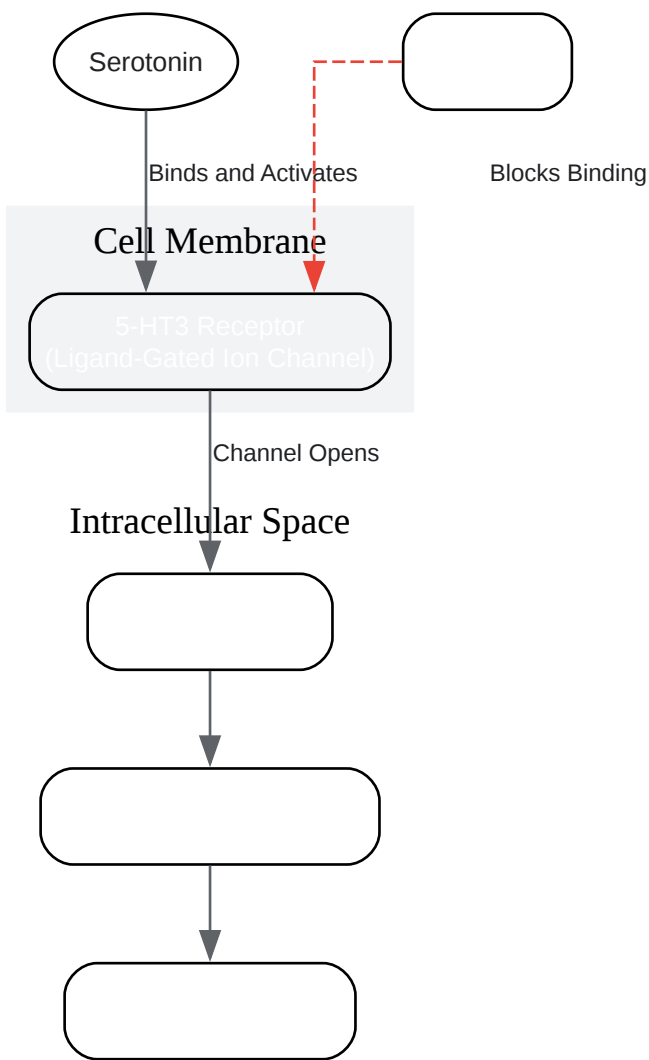 Serotonin
Binds and Activates
Blocks Binding
Cell Membrane
5-HT3 Receptor
(Ligand-Gated Ion Channel)
Channel Opens
Intracellular Space